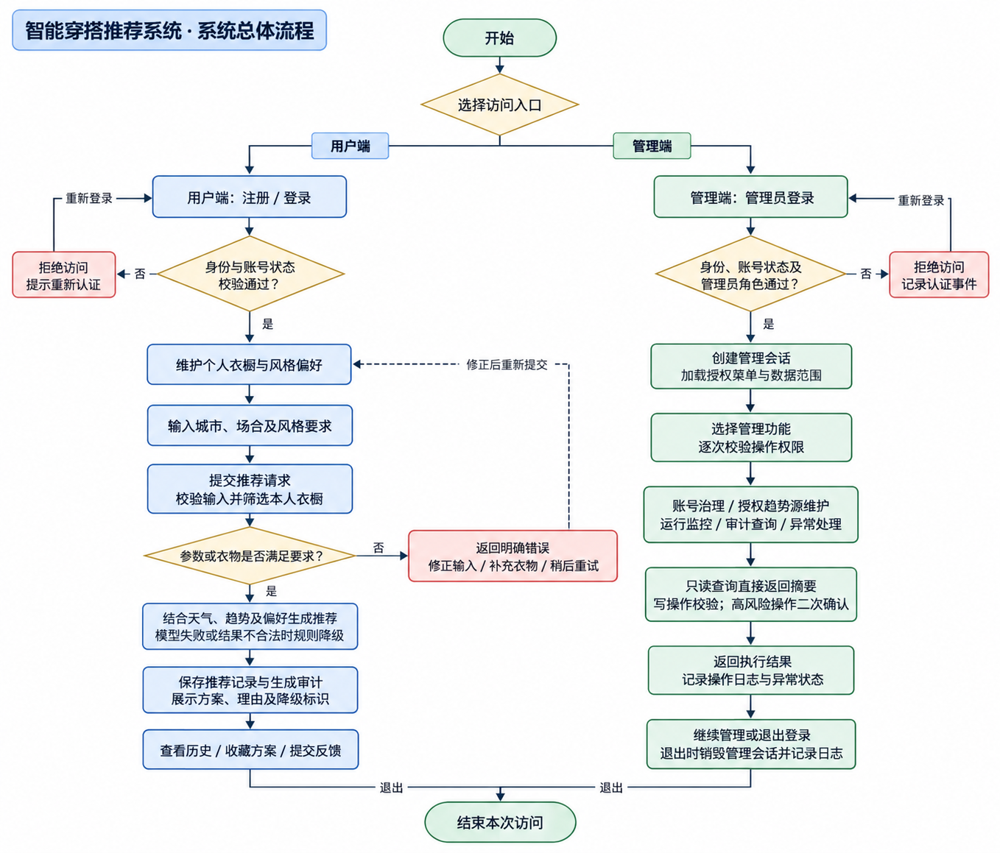 智能穿搭推荐系统 · 系统总体流程
开始
选择访问入口
用户端
管理端
用户端：注册 / 登录
重新登录
拒绝访问
提示重新认证
否
身份与账号状态
校验通过？
是
维护个人衣橱与风格偏好
修正后重新提交
输入城市、场合及风格要求
提交推荐请求
校验输入并筛选本人衣橱
参数或衣物是否满足要求？
否
返回明确错误
修正输入 / 补充衣物 / 稍后重试
是
结合天气、趋势及偏好生成推荐
模型失败或结果不合法时规则降级
保存推荐记录与生成审计
展示方案、理由及降级标识
查看历史 / 收藏方案 / 提交反馈
退出
管理端：管理员登录
重新登录
身份、账号状态及
管理员角色通过？
否
拒绝访问
记录认证事件
是
创建管理会话
加载授权菜单与数据范围
选择管理功能
逐次校验操作权限
账号治理 / 授权趋势源维护
运行监控 / 审计查询 / 异常处理
只读查询直接返回摘要
写操作校验；高风险操作二次确认
返回执行结果
记录操作日志与异常状态
继续管理或退出登录
退出时销毁管理会话并记录日志
退出
结束本次访问